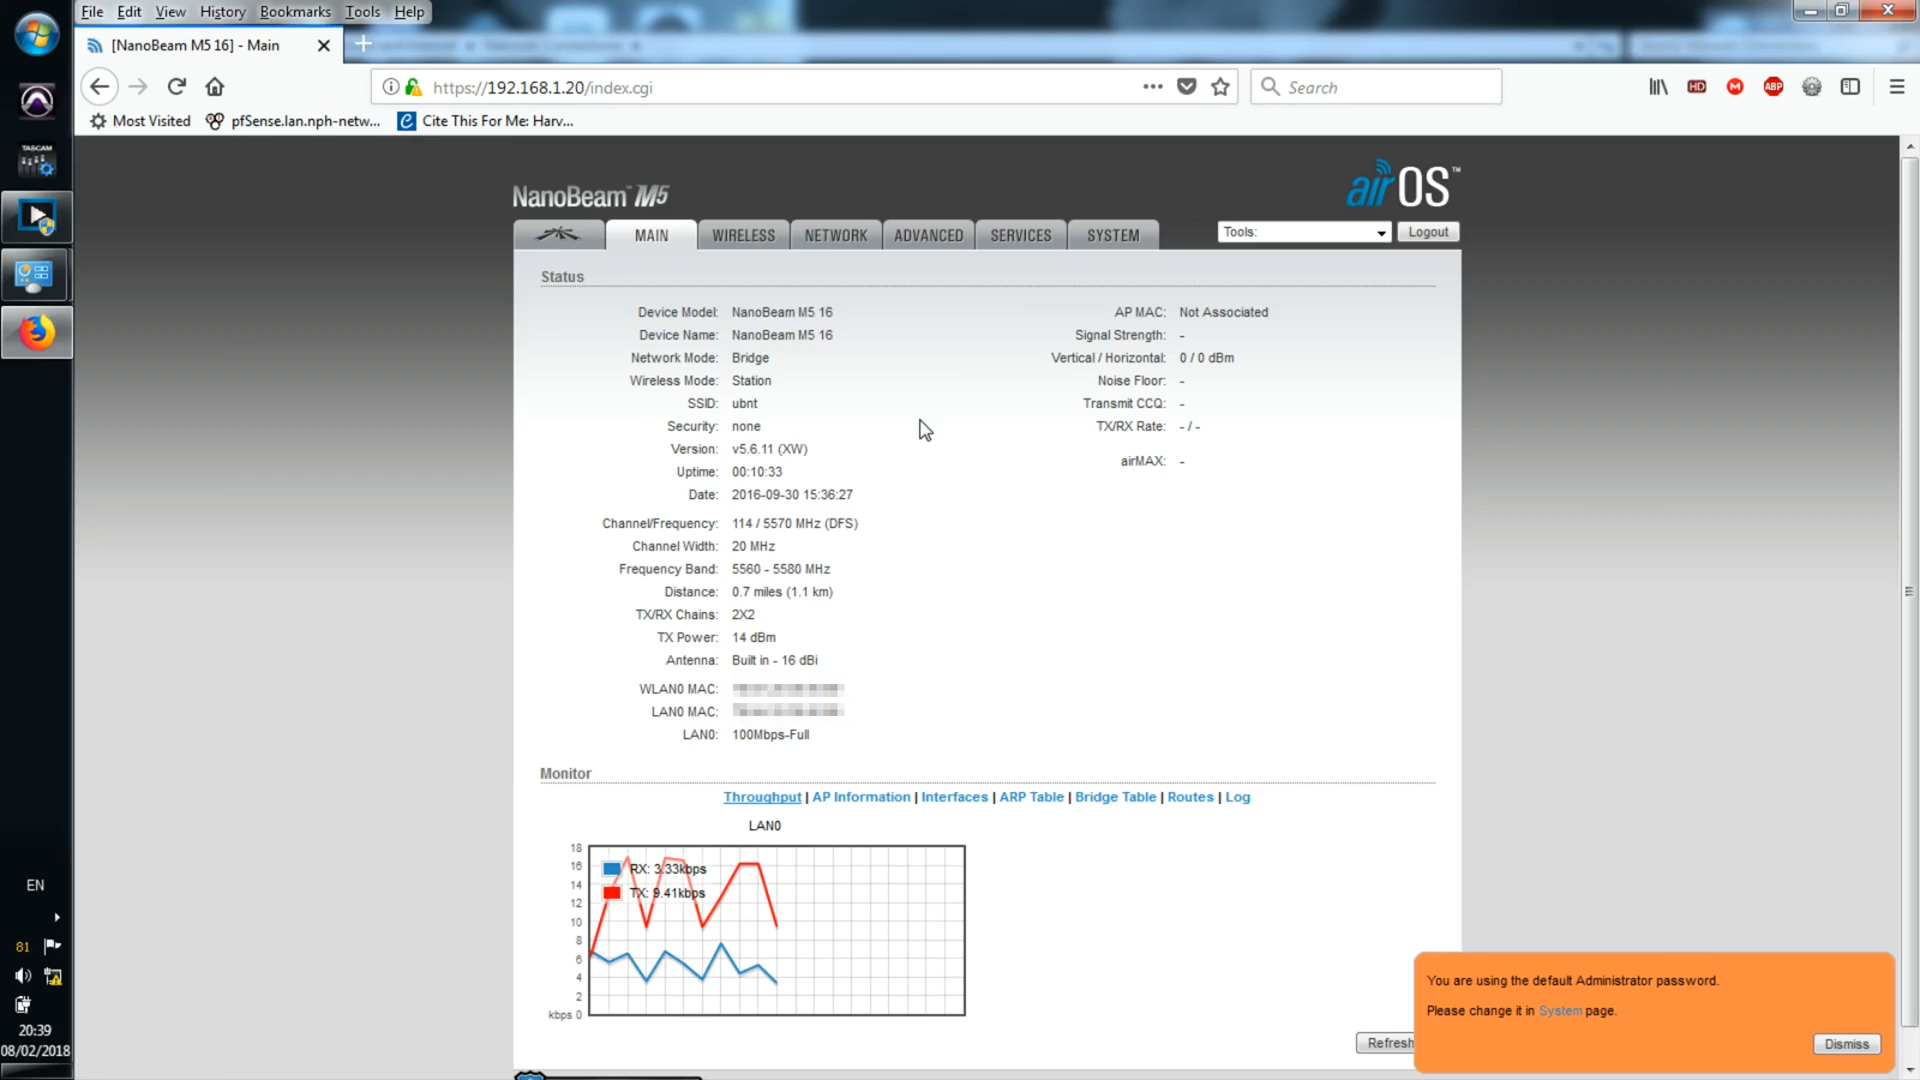 File Edit View History Bookmarks Tools Help
[NanoBeam M5 16] - Main
https://192.168.1.20/index.cgi
Search
HD
M
ABP
Most Visited
pfSense.lan.nph-netw...
Cite This For Me: Harv...
TASCAM
NanoBeam™ M5
airOS™
MAIN WIRELESS NETWORK ADVANCED SERVICES SYSTEM
Tools:
Logout
Status
Device Model: NanoBeam M5 16
Device Name: NanoBeam M5 16
Network Mode: Bridge
Wireless Mode: Station
SSID: ubnt
Security: none
Version: v5.6.11 (XW)
Uptime: 00:10:33
Date: 2016-09-30 15:36:27
Channel/Frequency: 114 / 5570 MHz (DFS)
Channel Width: 20 MHz
Frequency Band: 5560 - 5580 MHz
Distance: 0.7 miles (1.1 km)
TX/RX Chains: 2X2
TX Power: 14 dBm
Antenna: Built in - 16 dBi
WLAN0 MAC:
LAN0 MAC:
LAN0: 100Mbps-Full
AP MAC: Not Associated
Signal Strength: -
Vertical / Horizontal: 0 / 0 dBm
Noise Floor: -
Transmit CCQ: -
TX/RX Rate: - / -
airMAX: -
Monitor
Throughput | AP Information | Interfaces | ARP Table | Bridge Table | Routes | Log
LAN0
18
16
14
12
10
8
6
4
2
kbps 0
RX: 3.33kbps
TX: 9.41kbps
Refresh
You are using the default Administrator password.
Please change it in System page.
Dismiss
EN
81
20:39
08/02/2018